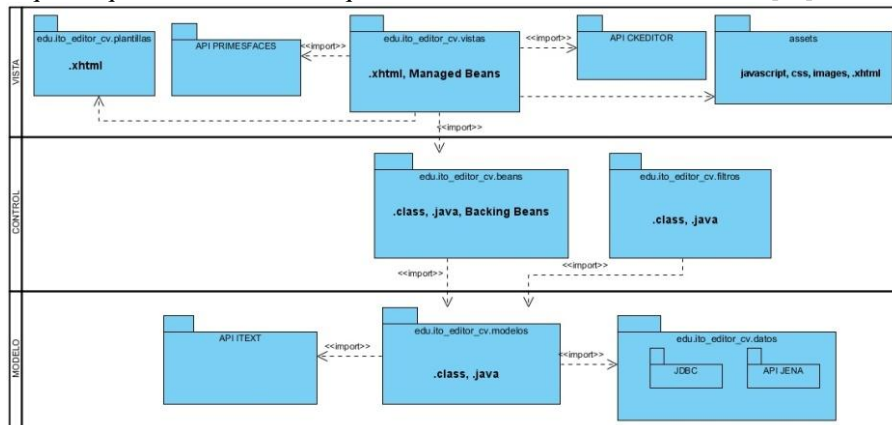 VISTA
edu.ito_editor_cv.plantillas
.xhtml
API PRIMESFACES
<<import>>
edu.ito_editor_cv.vistas
.xhtml, Managed Beans
<<import>>
API CKEDITOR
assets
javascript, css, images, .xhtml
<<import>>
CONTROL
edu.ito_editor_cv.beans
.class, .java, Backing Beans
edu.ito_editor_cv.filtros
.class, .java
<<import>>
<<import>>
MODELO
API ITEXT
<<import>>
edu.ito_editor_cv.modelos
.class, .java
<<import>>
edu.ito_editor_cv.datos
JDBC
API JENA